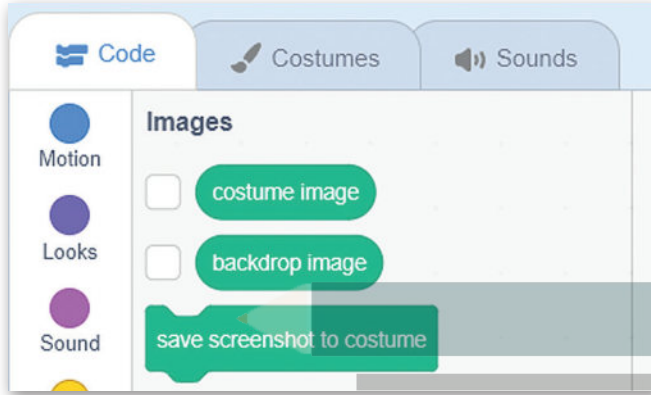 Code
Costumes
Sounds
Motion
Looks
Sound
Images
costume image
backdrop image
save screenshot to costume